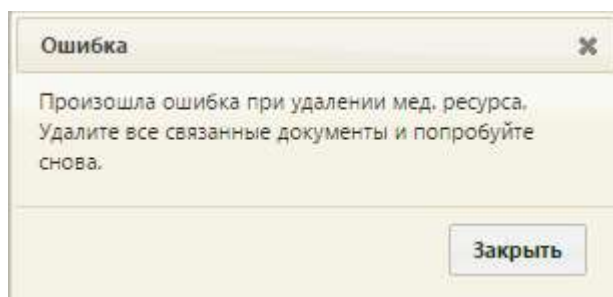 Ошибка
Произошла ошибка при удалении мед. ресурса.
Удалите все связанные документы и попробуйте
снова.
Закрыть